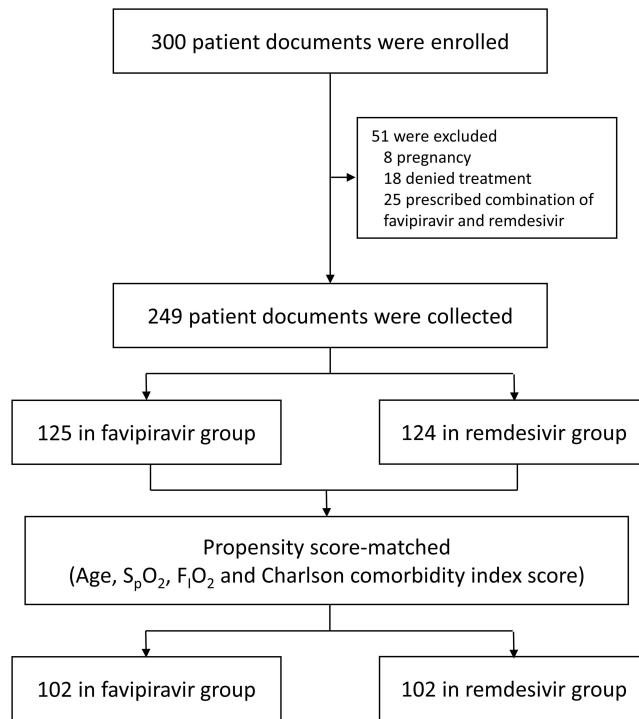 300 patient documents were enrolled
51 were excluded
8 pregnancy
18 denied treatment
25 prescribed combination of
favipiravir and remdesivir
249 patient documents were collected
125 in favipiravir group
124 in remdesivir group
Propensity score-matched
(Age, SpO2, FIO2 and Charlson comorbidity index score)
102 in favipiravir group
102 in remdesivir group